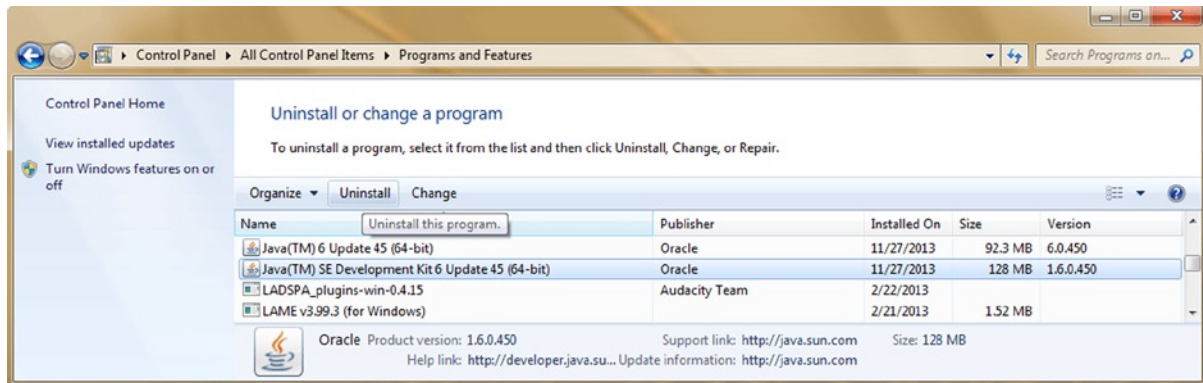 Control Panel ▸ All Control Panel Items ▸ Programs and Features Search Programs an...
Control Panel Home
View installed updates
Turn Windows features on or
off
Uninstall or change a program
To uninstall a program, select it from the list and then click Uninstall, Change, or Repair.
Organize Uninstall Change
Uninstall this program.
Name Publisher Installed On Size Version
Java(TM) 6 Update 45 (64-bit) Oracle 11/27/2013 92.3 MB 6.0.450
Java(TM) SE Development Kit 6 Update 45 (64-bit) Oracle 11/27/2013 128 MB 1.6.0.450
LADSPA_plugins-win-0.4.15 Audacity Team 2/22/2013
LAME v3.99.3 (for Windows) 2/21/2013 1.52 MB
Oracle Product version: 1.6.0.450 Support link: http://java.sun.com Size: 128 MB
Help link: http://developer.java.su... Update information: http://java.sun.com